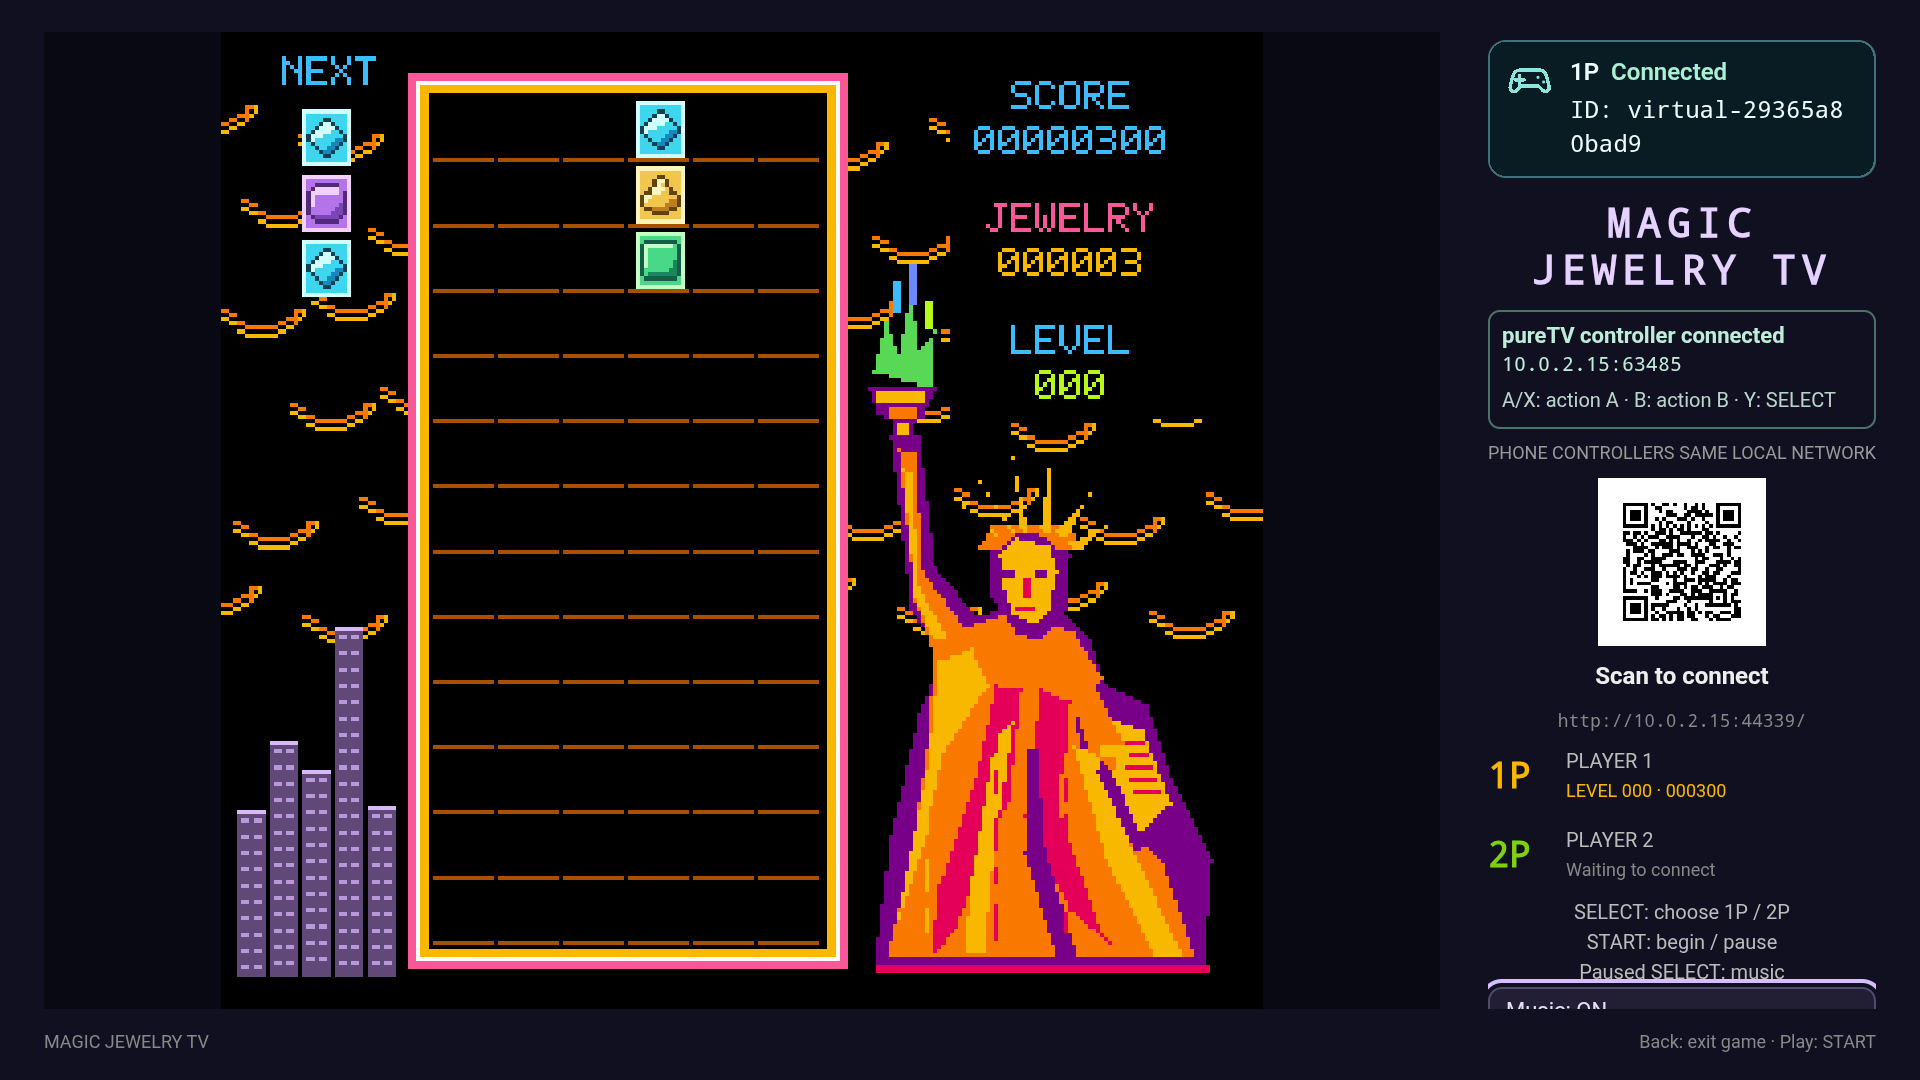 NEXT
SCORE
00000300
JEWELRY
000003
LEVEL
000
1P Connected
ID: virtual-29365a8
0bad9
MAGIC
JEWELRY TV
pureTV controller connected
10.0.2.15:63485
A/X: action A · B: action B · Y: SELECT
PHONE CONTROLLERS SAME LOCAL NETWORK
Scan to connect
http://10.0.2.15:44339/
1P
PLAYER 1
LEVEL 000 · 000300
2P
PLAYER 2
Waiting to connect
SELECT: choose 1P / 2P
START: begin / pause
Paused SELECT: music
Music: ON
MAGIC JEWELRY TV
Back: exit game · Play: START